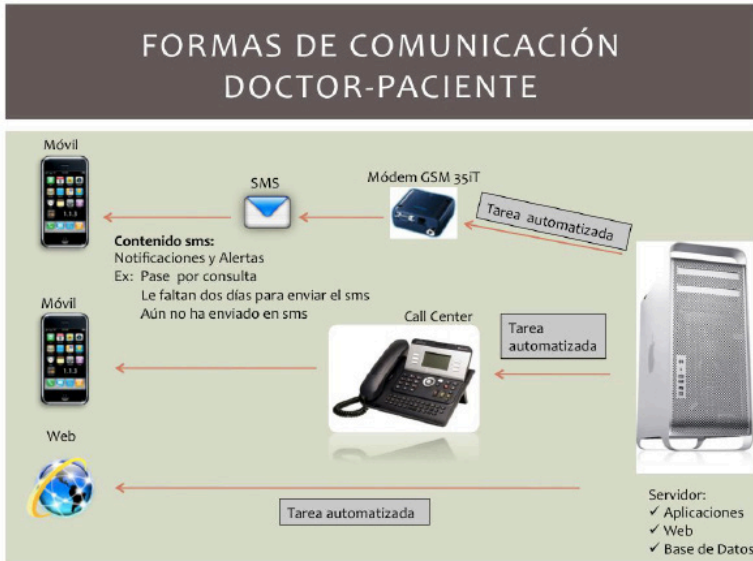 FORMAS DE COMUNICACIÓN
DOCTOR-PACIENTE
Móvil
SMS
Módem GSM 35iT
Tarea automatizada
Contenido sms:
Notificaciones y Alertas
Ex: Pase por consulta
Le faltan dos días para enviar el sms
Aún no ha enviado en sms
Móvil
Call Center
Tarea
automatizada
Web
Tarea automatizada
Servidor:
✓ Aplicaciones
✓ Web
✓ Base de Datos